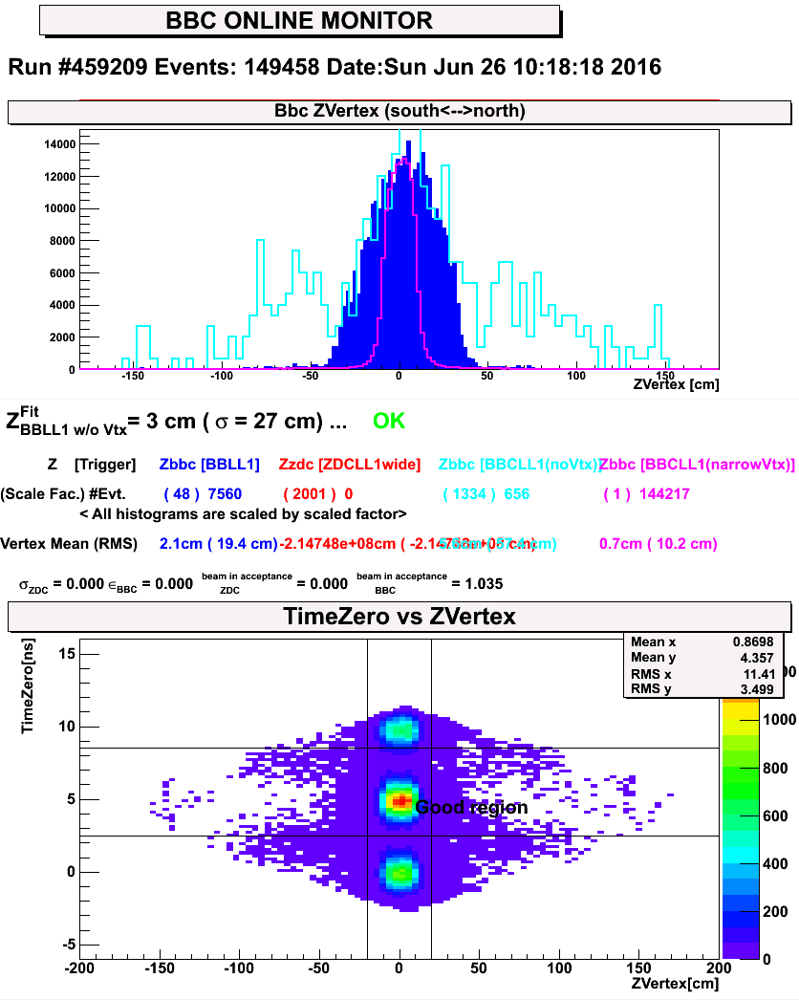 BBC ONLINE MONITOR
Run #459209 Events: 149458 Date:Sun Jun 26 10:18:18 2016
Bbc ZVertex (south<-->north)
14000
12000
10000
8000
6000
4000
2000
0
-150 -100 -50 0 50 100 150
ZVertex [cm]
Z Fit BBLL1 w/o Vtx = 3 cm ( σ = 27 cm) ... OK
Z [Trigger] Zbbc [BBLL1] Zzdc [ZDCLL1wide] Zbbc [BBCLL1(noVtx)] Zbbc [BBCLL1(narrowVtx)]
(Scale Fac.) #Evt. ( 48 ) 7560 ( 2001 ) 0 ( 1334 ) 656 ( 1 ) 144217
< All histograms are scaled by scaled factor>
Vertex Mean (RMS) 2.1cm ( 19.4 cm) -2.14748e+08cm ( cm) 0.7cm ( 10.2 cm)
σZDC = 0.000 ϵBBC = 0.000 beam in acceptance ZDC = 0.000 beam in acceptance BBC = 1.035
TimeZero vs ZVertex
TimeZero[ns]
Mean x 0.8698
Mean y 4.357
RMS x 11.41
RMS y 3.499
15
10
5
0
-5
Good region
1000
800
600
400
200
0
-200 -150 -100 -50 0 50 100 150 200
ZVertex[cm]